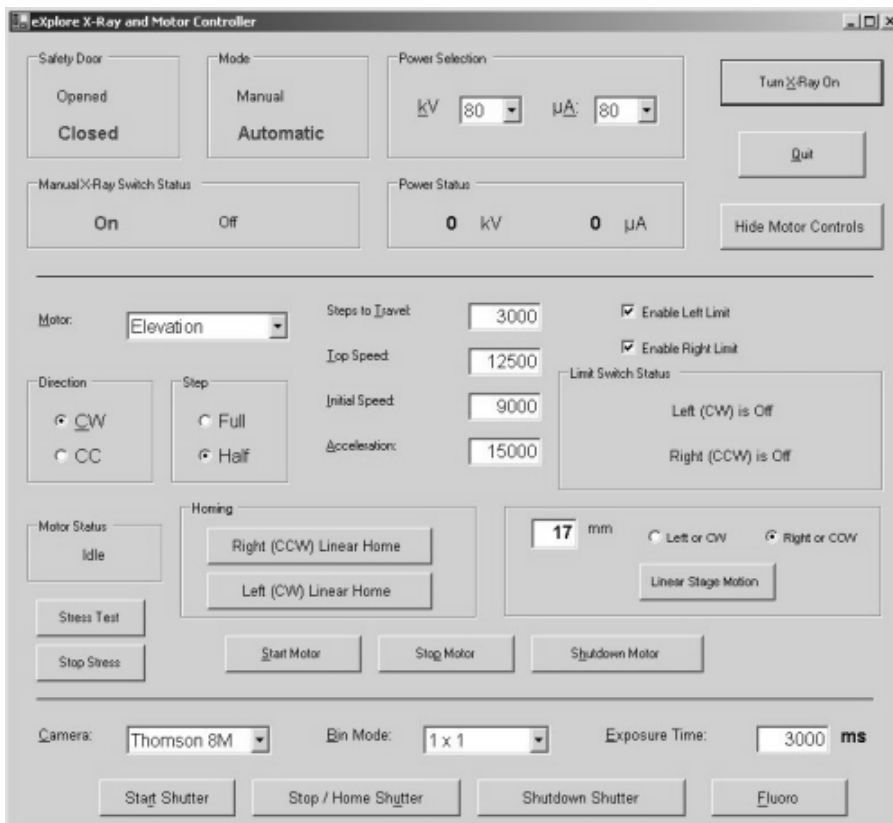 eXplore X-Ray and Motor Controller
Safety Door
Opened
Closed
Mode
Manual
Automatic
Power Selection
kV 80 µA: 80
Turn X-Ray On
Quit
Manual X-Ray Switch Status
On Off
Power Status
0 kV 0 µA
Hide Motor Controls
Motor: Elevation
Steps to Travel: 3000
Top Speed: 12500
Initial Speed: 9000
Acceleration: 15000
Enable Left Limit
Enable Right Limit
Limit Switch Status
Left (CW) is Off
Right (CCW) is Off
Direction
CW
CC
Step
Full
Half
Motor Status
Idle
Homing
Right (CCW) Linear Home
Left (CW) Linear Home
17 mm Left or CW Right or CCW
Linear Stage Motion
Stress Test
Stop Stress
Start Motor Stop Motor Shutdown Motor
Camera: Thomson 8M Bin Mode: 1 x 1 Exposure Time: 3000 ms
Start Shutter Stop / Home Shutter Shutdown Shutter Fluoro